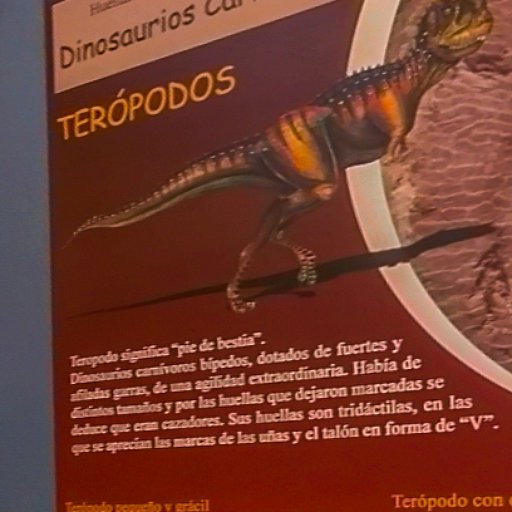 Dinosaurios
TERÓPODOS
Teropodo significa “pie de bestia”.
Dinosaurios carnívoros bípedos, dotados de fuertes y
afiladas garras, de una agilidad extraordinaria. Había de
distintos tamaños y por las huellas que dejaron marcadas se
deduce que eran cazadores. Sus huellas son tridáctilas, en las
que se aprecian las marcas de las uñas y el talón en forma de “V”.
Terópodo pequeño y grácil
Terópodo con